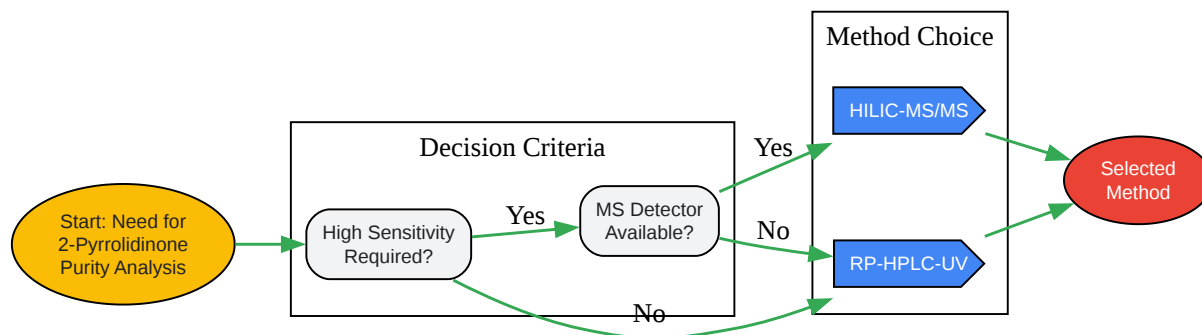 Start: Need for
2-Pyrrolidinone
Purity Analysis
Decision Criteria
High Sensitivity
Required?
Yes
No
MS Detector
Available?
Yes
No
Method Choice
HILIC-MS/MS
RP-HPLC-UV
Selected
Method